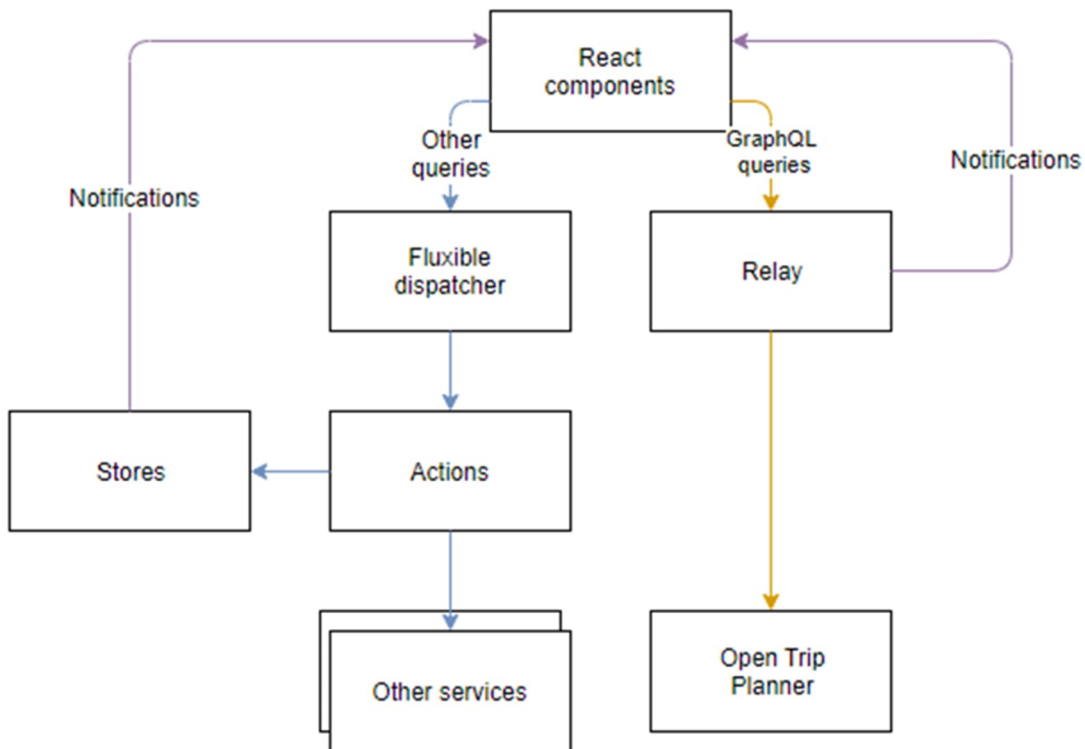 React
components
Other
queries
GraphQL
queries
Notifications
Notifications
Fluxible
dispatcher
Relay
Stores
Actions
Other services
Open Trip
Planner